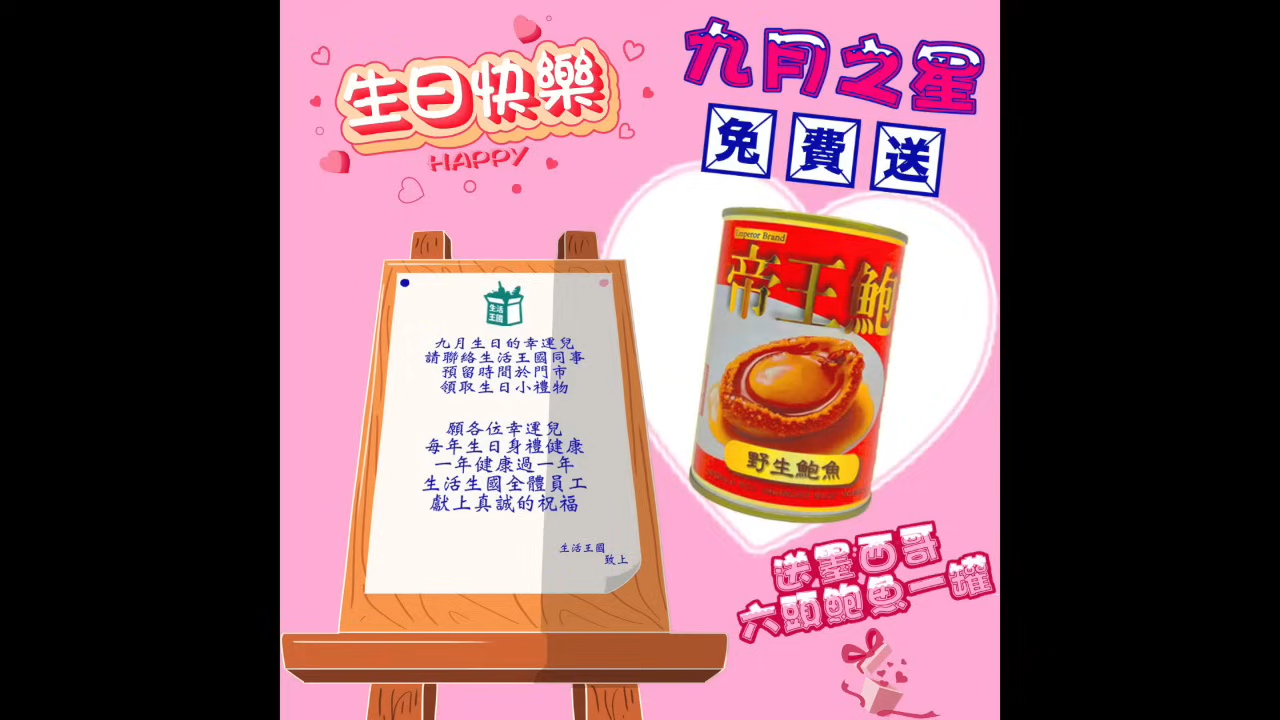 生日快樂
HAPPY
九月之星
免費送
生活
王國
九月生日的幸運兒
請聯絡生活王國同事
預留時間於門市
領取生日小禮物
願各位幸運兒
每年生日身禮健康
一年健康過一年
生活生國全體員工
獻上真誠的祝福
生活王國
致上
Emperor Brand
帝王鮑
野生鮑魚
送墨西哥
六頭鮑魚一罐